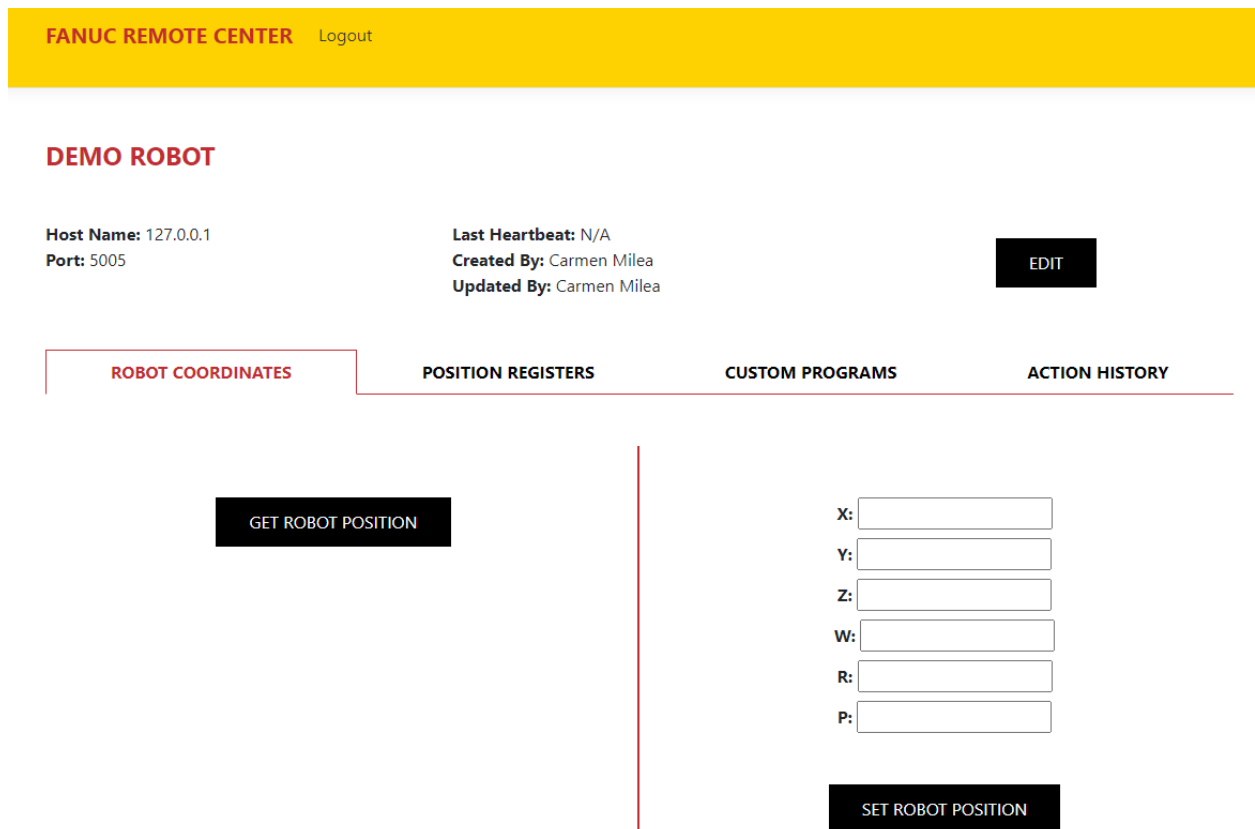 FANUC REMOTE CENTER Logout
DEMO ROBOT
Host Name: 127.0.0.1
Port: 5005
Last Heartbeat: N/A
Created By: Carmen Milea
Updated By: Carmen Milea
EDIT
ROBOT COORDINATES POSITION REGISTERS CUSTOM PROGRAMS ACTION HISTORY
GET ROBOT POSITION
X:
Y:
Z:
W:
R:
P:
SET ROBOT POSITION